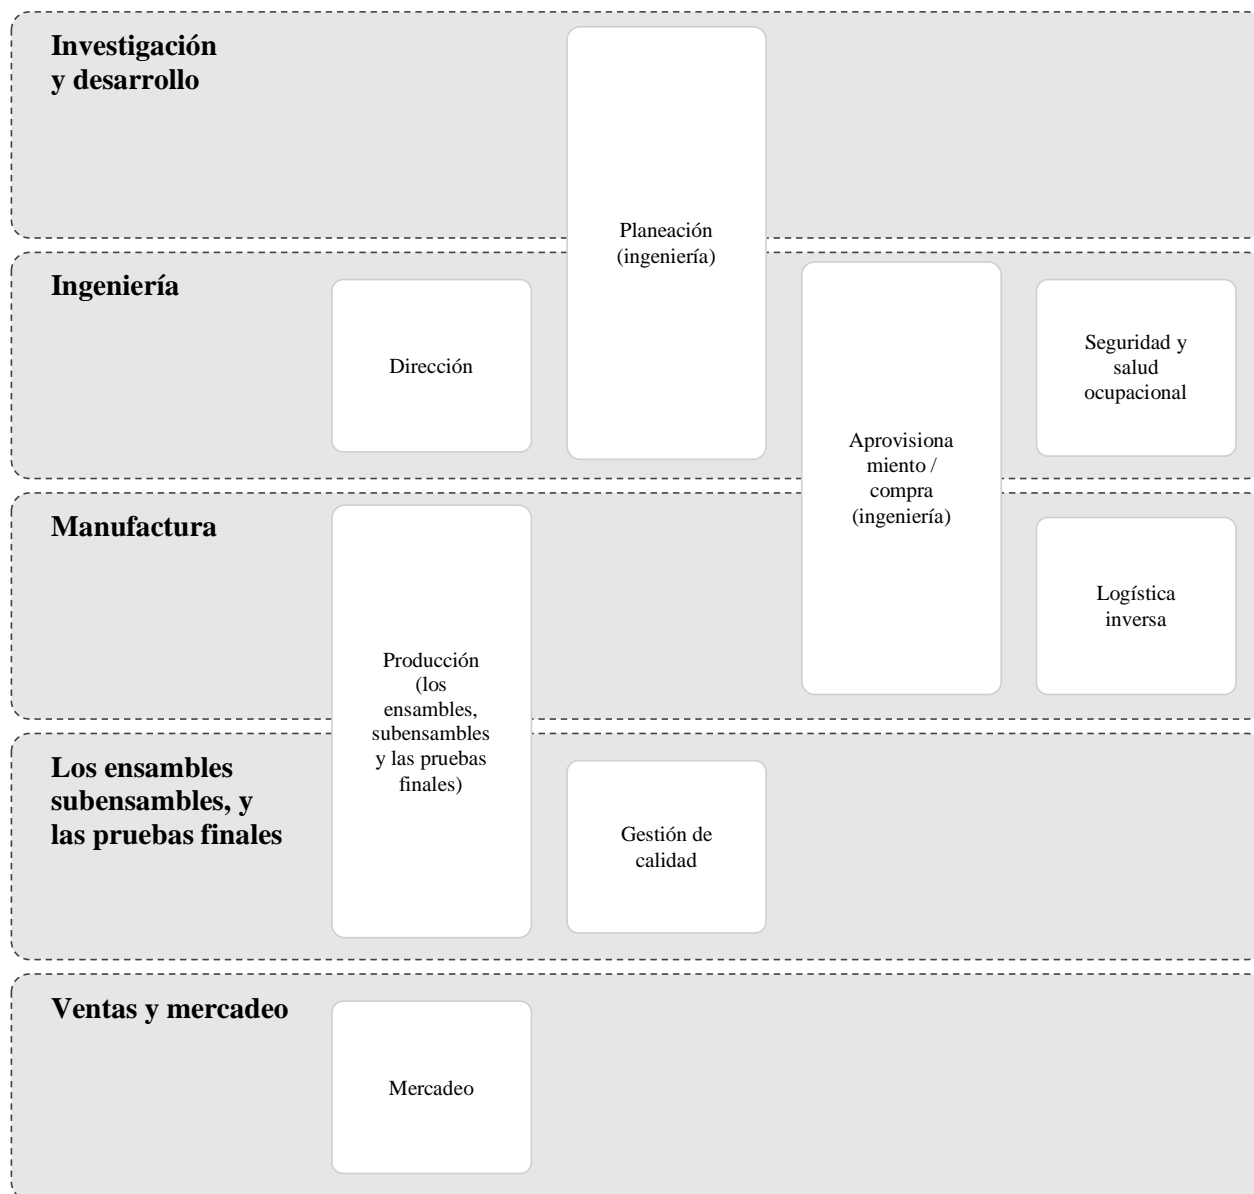 Investigación
y desarrollo
Planeación
(ingeniería)
Ingeniería
Dirección
Seguridad y
salud
ocupacional
Aprovisiona
miento /
compra
(ingeniería)
Manufactura
Logística
inversa
Producción
(los
ensambles,
subensambles
y las pruebas
finales)
Los ensambles
subensambles, y
las pruebas finales
Gestión de
calidad
Ventas y mercadeo
Mercadeo